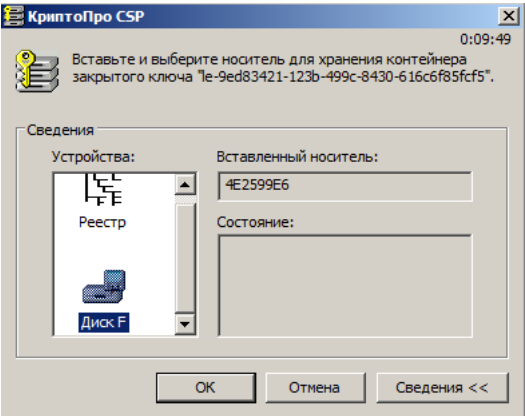 КриптоПро CSP
0:09:49
Вставьте и выберите носитель для хранения контейнера
закрытого ключа "le-9ed83421-123b-499c-8430-616c6f85fcf5".
Сведения
Устройства:
Вставленный носитель:
4E2599E6
Реестр
Состояние:
Диск F
ОК
Отмена
Сведения <<